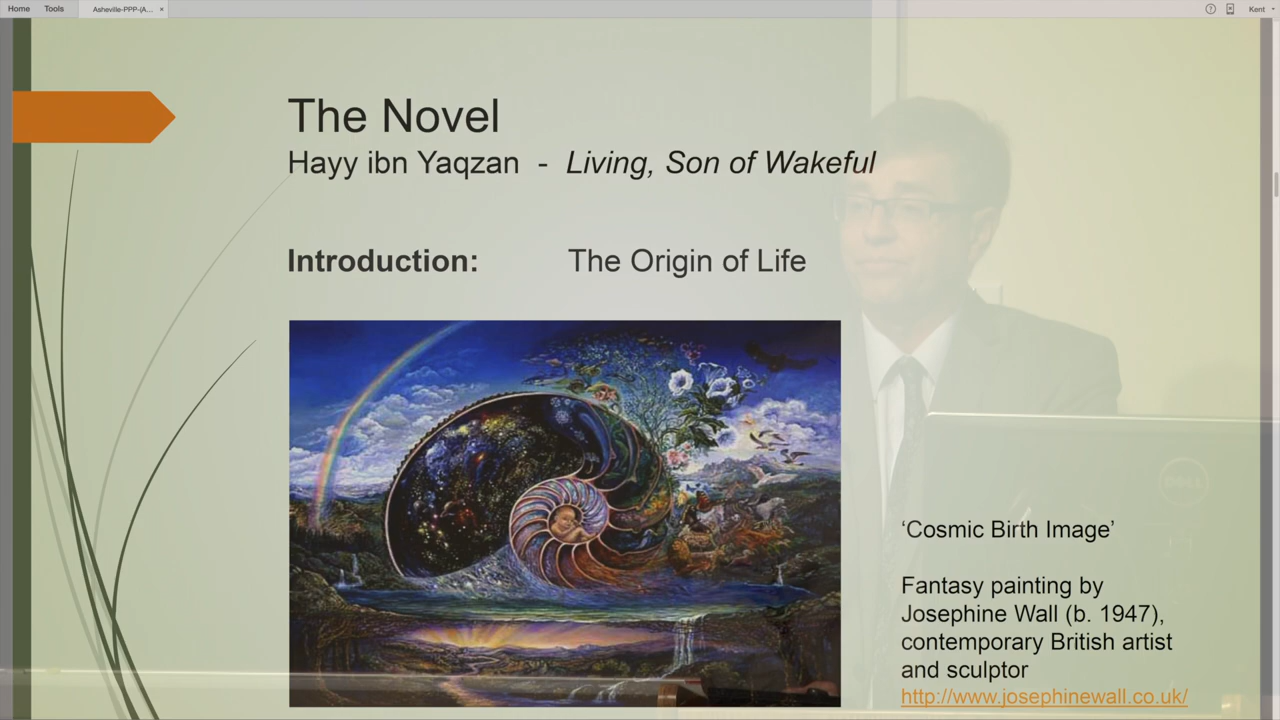 Home Tools Asheville-PPP-(A... × ? Kent
The Novel
Hayy ibn Yaqzan - Living, Son of Wakeful
Introduction: The Origin of Life
DELL
‘Cosmic Birth Image’
Fantasy painting by
Josephine Wall (b. 1947),
contemporary British artist
and sculptor
http://www.josephinewall.co.uk/